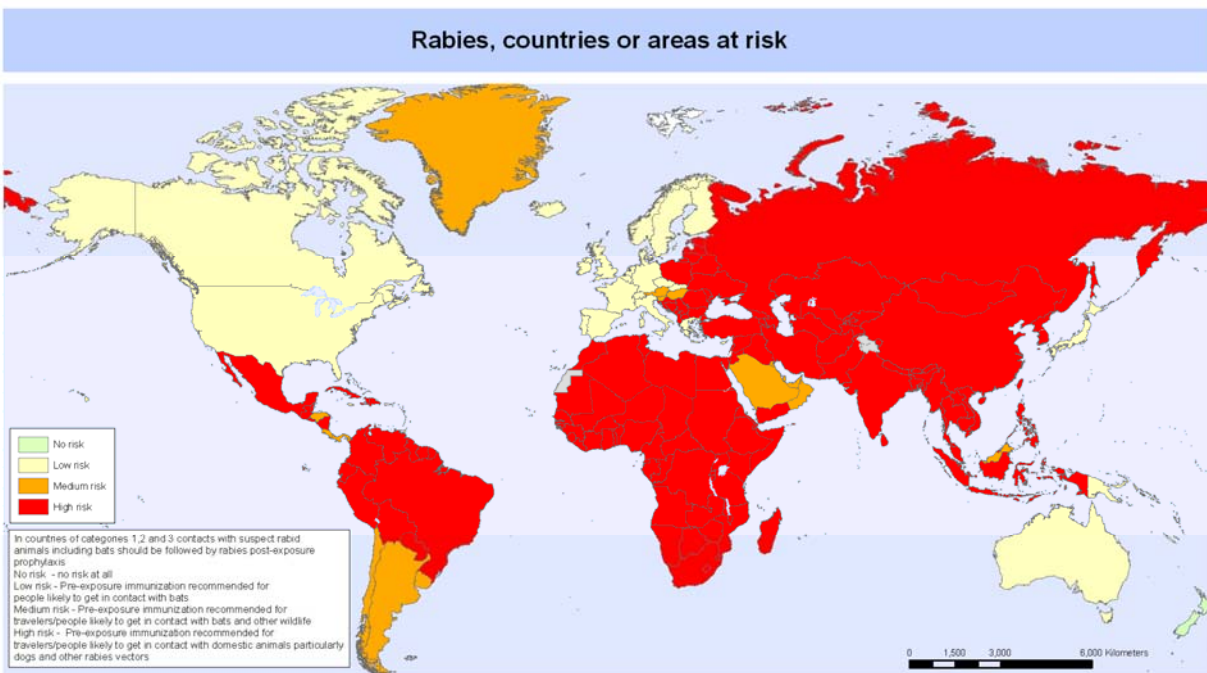 Rabies, countries or areas at risk
No risk
Low risk
Medium risk
High risk
In countries of categories 1,2 and 3 contacts with suspect rabid
animals including bats should be followed by rabies post-exposure
prophylaxis
No risk - no risk at all
Low risk - Pre-exposure immunization recommended for
people likely to get in contact with bats
Medium risk - Pre-exposure immunization recommended for
travelers/people likely to get in contact with bats and other wildlife
High risk - Pre-exposure immunization recommended for
travelers/people likely to get in contact with domestic animals particularly
dogs and other rabies vectors
0 1,500 3,000 6,000 Kilometers